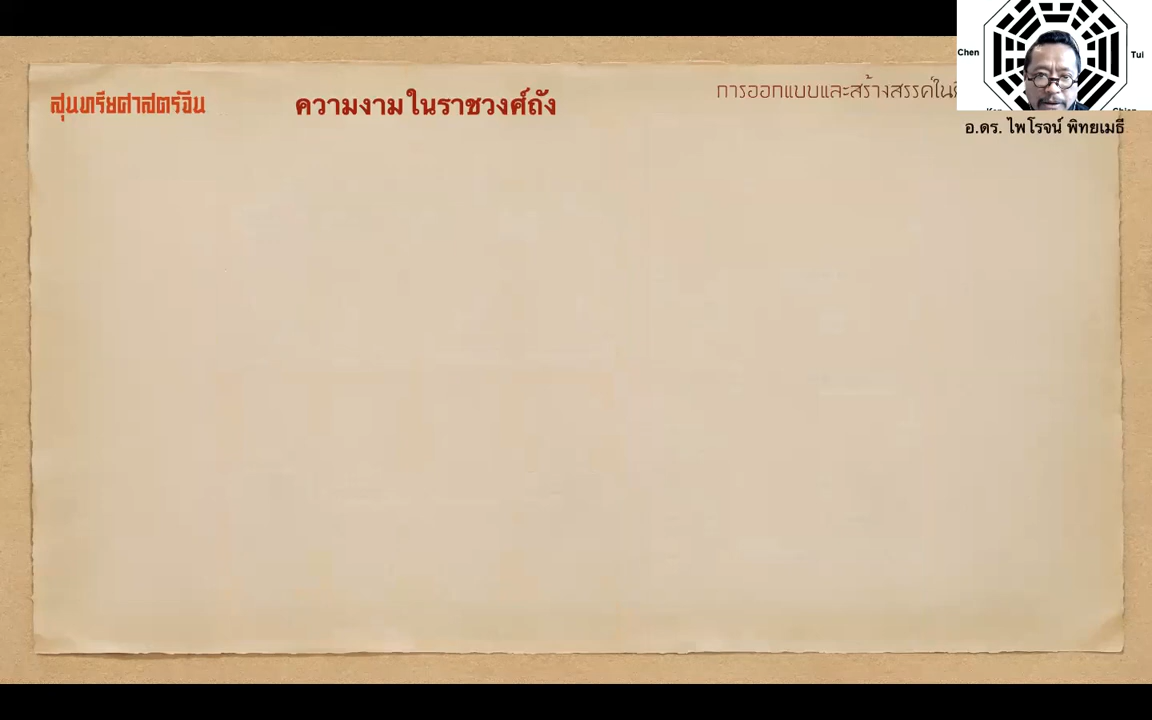 สุนทรียศาสตร์จีน
ความงามในราชวงศ์ถัง
การออกแบบและสร้างสรรค์ใน
Chen
Tui
อ.ดร. ไพโรจน์ พิทยเมธี